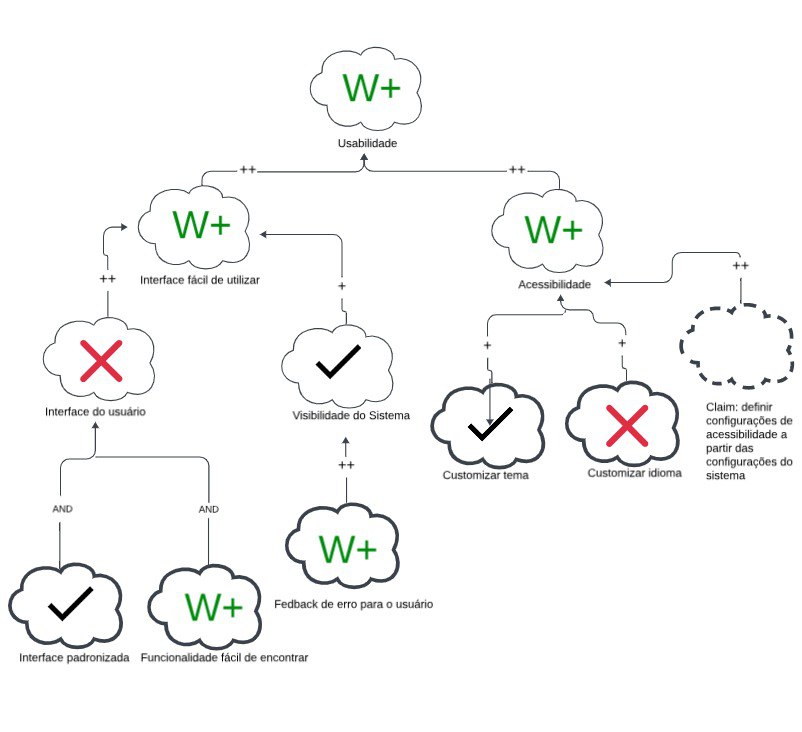 W+
Usabilidade
++
++
W+
Interface fácil de utilizar
W+
Acessibilidade
++
+
++
+
+
Interface do usuário
Visibilidade do Sistema
Claim: definir
configurações de
acessibilidade a
partir das
configurações do
sistema
Customizar tema
Customizar idioma
++
AND
AND
W+
W+
Fedback de erro para o usuário
Interface padronizada
Funcionalidade fácil de encontrar